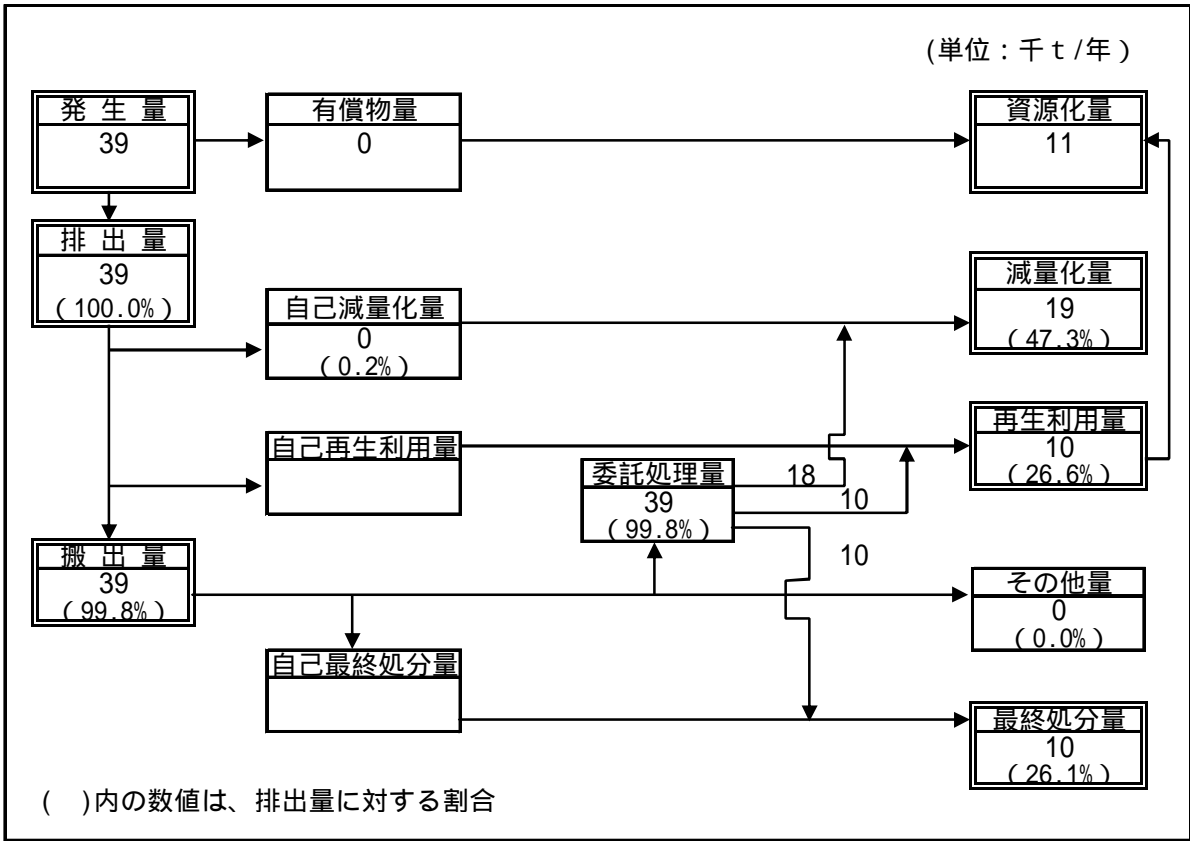 (単位：千ｔ/年）
発 生 量
39
有償物量
0
資源化量
11
排 出 量
39
（100.0%）
自己減量化量
0
（0.2%）
減量化量
19
（47.3%）
自己再生利用量
再生利用量
10
（26.6%）
委託処理量
39
（99.8%）
18
10
10
搬 出 量
39
（99.8%）
その他量
0
（0.0%）
自己最終処分量
最終処分量
10
（26.1%）
(　)内の数値は、排出量に対する割合